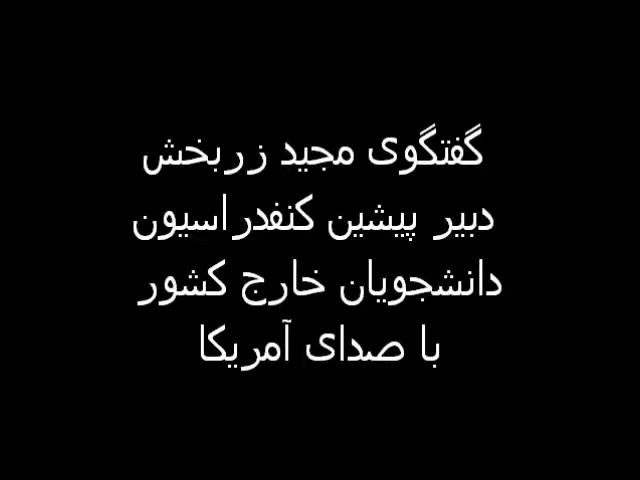 گفتگوی مجید زربخش
دبیر پیشین کنفدراسیون
دانشجویان خارج کشور
با صدای آمریکا